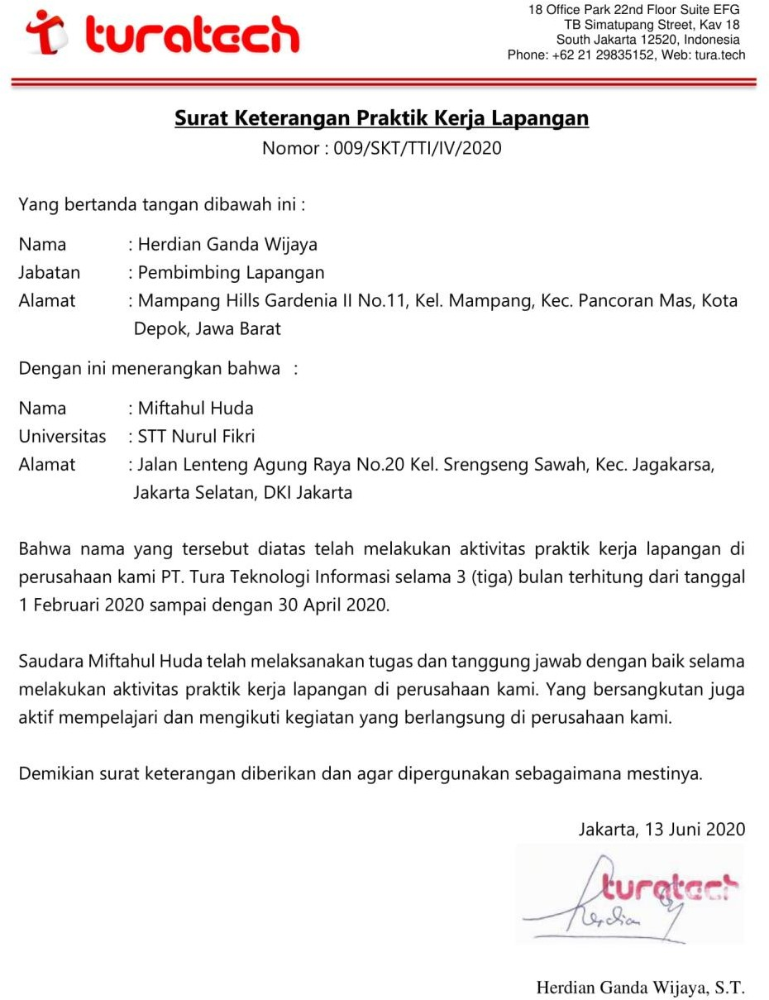 turatech
18 Office Park 22nd Floor Suite EFG
TB Simatupang Street, Kav 18
South Jakarta 12520, Indonesia
Phone: +62 21 29835152, Web: tura.tech
Surat Keterangan Praktik Kerja Lapangan
Nomor : 009/SKT/TTI/IV/2020
Yang bertanda tangan dibawah ini :
Nama : Herdian Ganda Wijaya
Jabatan : Pembimbing Lapangan
Alamat : Mampang Hills Gardenia II No.11, Kel. Mampang, Kec. Pancoran Mas, Kota
Depok, Jawa Barat
Dengan ini menerangkan bahwa :
Nama : Miftahul Huda
Universitas : STT Nurul Fikri
Alamat : Jalan Lenteng Agung Raya No.20 Kel. Srengseng Sawah, Kec. Jagakarsa,
Jakarta Selatan, DKI Jakarta
Bahwa nama yang tersebut diatas telah melakukan aktivitas praktik kerja lapangan di
perusahaan kami PT. Tura Teknologi Informasi selama 3 (tiga) bulan terhitung dari tanggal
1 Februari 2020 sampai dengan 30 April 2020.
Saudara Miftahul Huda telah melaksanakan tugas dan tanggung jawab dengan baik selama
melakukan aktivitas praktik kerja lapangan di perusahaan kami. Yang bersangkutan juga
aktif mempelajari dan mengikuti kegiatan yang berlangsung di perusahaan kami.
Demikian surat keterangan diberikan dan agar dipergunakan sebagaimana mestinya.
Jakarta, 13 Juni 2020
turatech
Herdian
Herdian Ganda Wijaya, S.T.